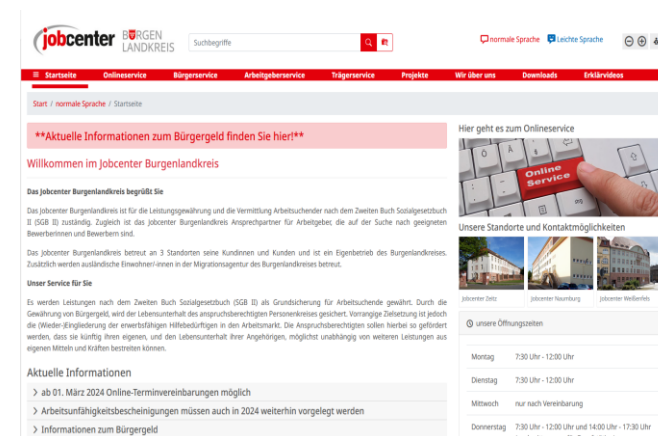 jobcenter BURGEN
LANDKREIS
Suchbegriffe
normale Sprache Leichte Sprache
Startseite Onlineservice Bürgerservice Arbeitgeberservice Trägerservice Projekte Wir über uns Downloads Erklärvideos
Start / normale Sprache / Startseite
**Aktuelle Informationen zum Bürgergeld finden Sie hier!**
Willkommen im Jobcenter Burgenlandkreis
Das Jobcenter Burgenlandkreis begrüßt Sie
Das Jobcenter Burgenlandkreis ist für die Leistungsgewährung und die Vermittlung Arbeitsuchender nach dem Zweiten Buch Sozialgesetzbuch
II (SGB II) zuständig. Zugleich ist das Jobcenter Burgenlandkreis Ansprechpartner für Arbeitgeber, die auf der Suche nach geeigneten
Bewerberinnen und Bewerbern sind.
Das Jobcenter Burgenlandkreis betreut an 3 Standorten seine Kundinnen und Kunden und ist ein Eigenbetrieb des Burgenlandkreises.
Zusätzlich werden ausländische Einwohner/-innen in der Migrationsagentur des Burgenlandkreises betreut.
Unser Service für Sie
Es werden Leistungen nach dem Zweiten Buch Sozialgesetzbuch (SGB II) als Grundsicherung für Arbeitsuchende gewährt. Durch die
Gewährung von Bürgergeld, wird der Lebensunterhalt des anspruchsberechtigten Personenkreises gesichert. Vorrangige Zielsetzung ist jedoch
die (Wieder-)Eingliederung der erwerbsfähigen Hilfebedürftigen in den Arbeitsmarkt. Die Anspruchsberechtigten sollen hierbei so gefördert
werden, dass sie künftig ihren eigenen, und den Lebensunterhalt ihrer Angehörigen, möglichst unabhängig von weiteren Leistungen aus
eigenen Mitteln und Kräften bestreiten können.
Aktuelle Informationen
ab 01. März 2024 Online-Terminvereinbarungen möglich
Arbeitsunfähigkeitsbescheinigungen müssen auch in 2024 weiterhin vorgelegt werden
Informationen zum Bürgergeld
Hier geht es zum Onlineservice
Online
Service
Unsere Standorte und Kontaktmöglichkeiten
Jobcenter Zeitz Jobcenter Naumburg Jobcenter Weißenfels
unsere Öffnungszeiten
Montag 7:30 Uhr - 12:00 Uhr
Dienstag 7:30 Uhr - 12:00 Uhr
Mittwoch nur nach Vereinbarung
Donnerstag 7:30 Uhr - 12:00 Uhr und 14:00 Uhr - 17:30 Uhr